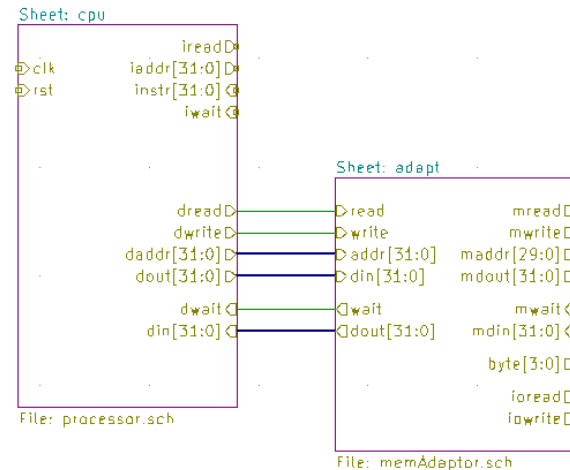 Sheet: cpu
iread
clk
iaddr[31:0]
rst
instr[31:0]
iwait
dread
dwrite
daddr[31:0]
dout[31:0]
dwait
din[31:0]
File: processor.sch
Sheet: adapt
read
mread
write
mwrite
addr[31:0]
maddr[29:0]
din[31:0]
mdout[31:0]
wait
mwait
dout[31:0]
mdin[31:0]
byte[3:0]
ioread
iowrite
File: memAdaptor.sch